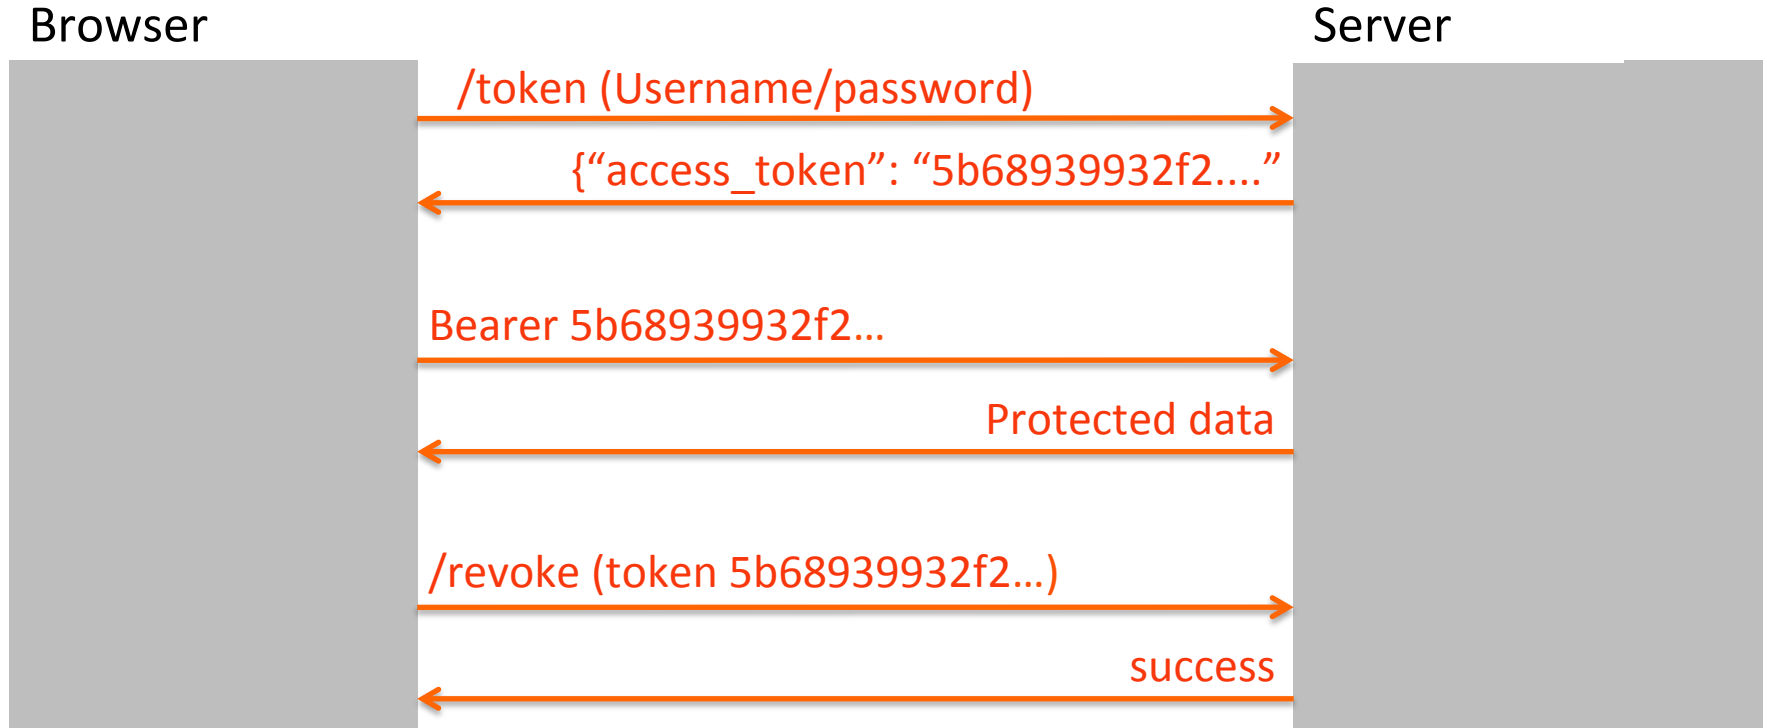 Browser
Server
/token (Username/password)
{“access_token”: “5b68939932f2....”
Bearer 5b68939932f2...
Protected data
/revoke (token 5b68939932f2...)
success